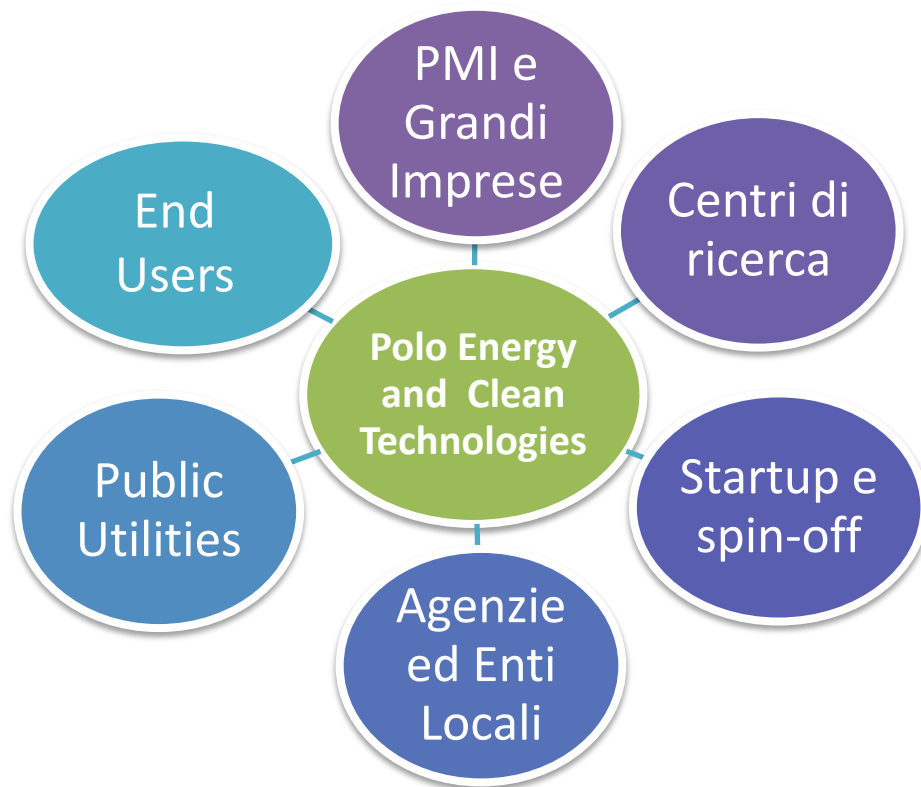 PMI e
Grandi
Imprese
Centri di
ricerca
Startup e
spin-off
Agenzie
ed Enti
Locali
Public
Utilities
End
Users
Polo Energy
and  Clean
Technologies